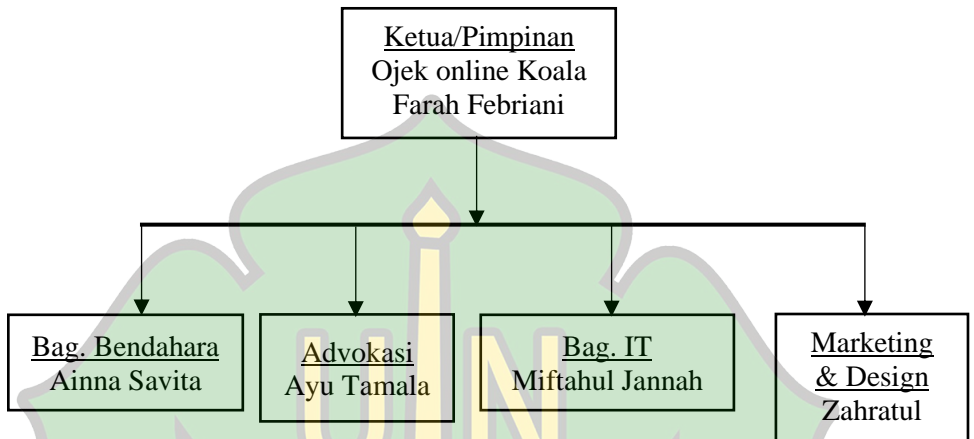 Ketua/Pimpinan
Ojek online Koala
Farah Febriani
Bag. Bendahara
Ainna Savita
Advokasi
Ayu Tamala
Bag. IT
Miftahul Jannah
Marketing
& Design
Zahratul
UIN